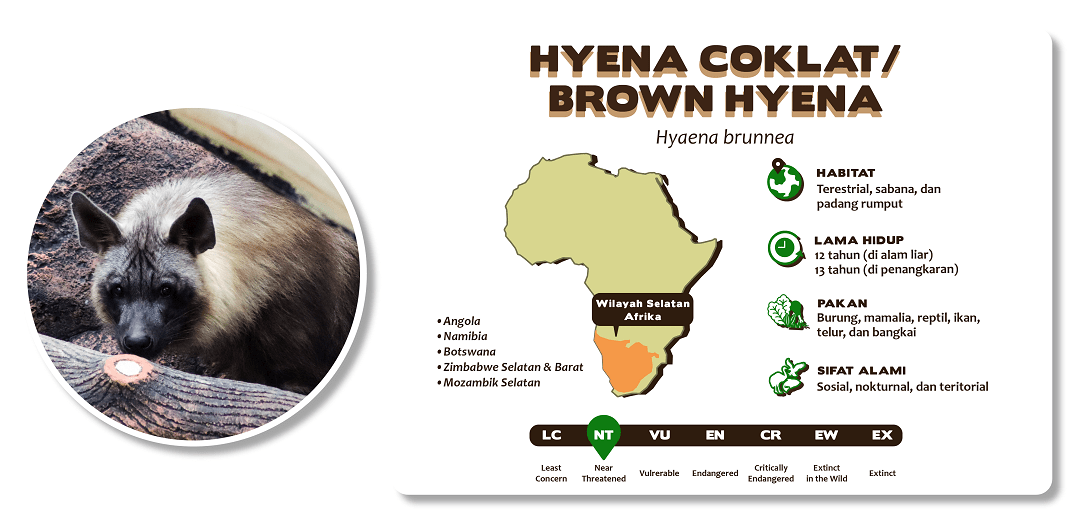 HYENA COKLAT/
BROWN HYENA
Hyaena brunnea
HABITAT
Terestrial, sabana, dan
padang rumput
LAMA HIDUP
12 tahun (di alam liar)
13 tahun (di penangkaran)
PAKAN
Burung, mamalia, reptil, ikan,
telur, dan bangkai
SIFAT ALAMI
Sosial, nokturnal, dan teritorial
Wilayah Selatan
Afrika
•Angola
•Namibia
•Botswana
•Zimbabwe Selatan & Barat
•Mozambik Selatan
LC NT VU EN CR EW EX
Least Concern Near Threatened Vulrerable Endangered Critically Endangered Extinct in the Wild Extinct